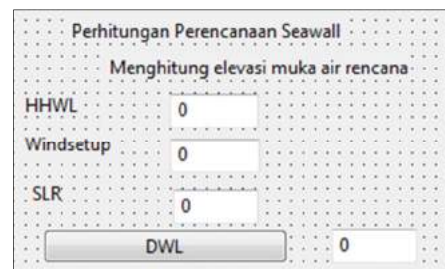 Perhitungan Perencanaan Seawall
Menghitung elevasi muka air rencana
HHWL 0
Windsetup 0
SLR 0
DWL 0